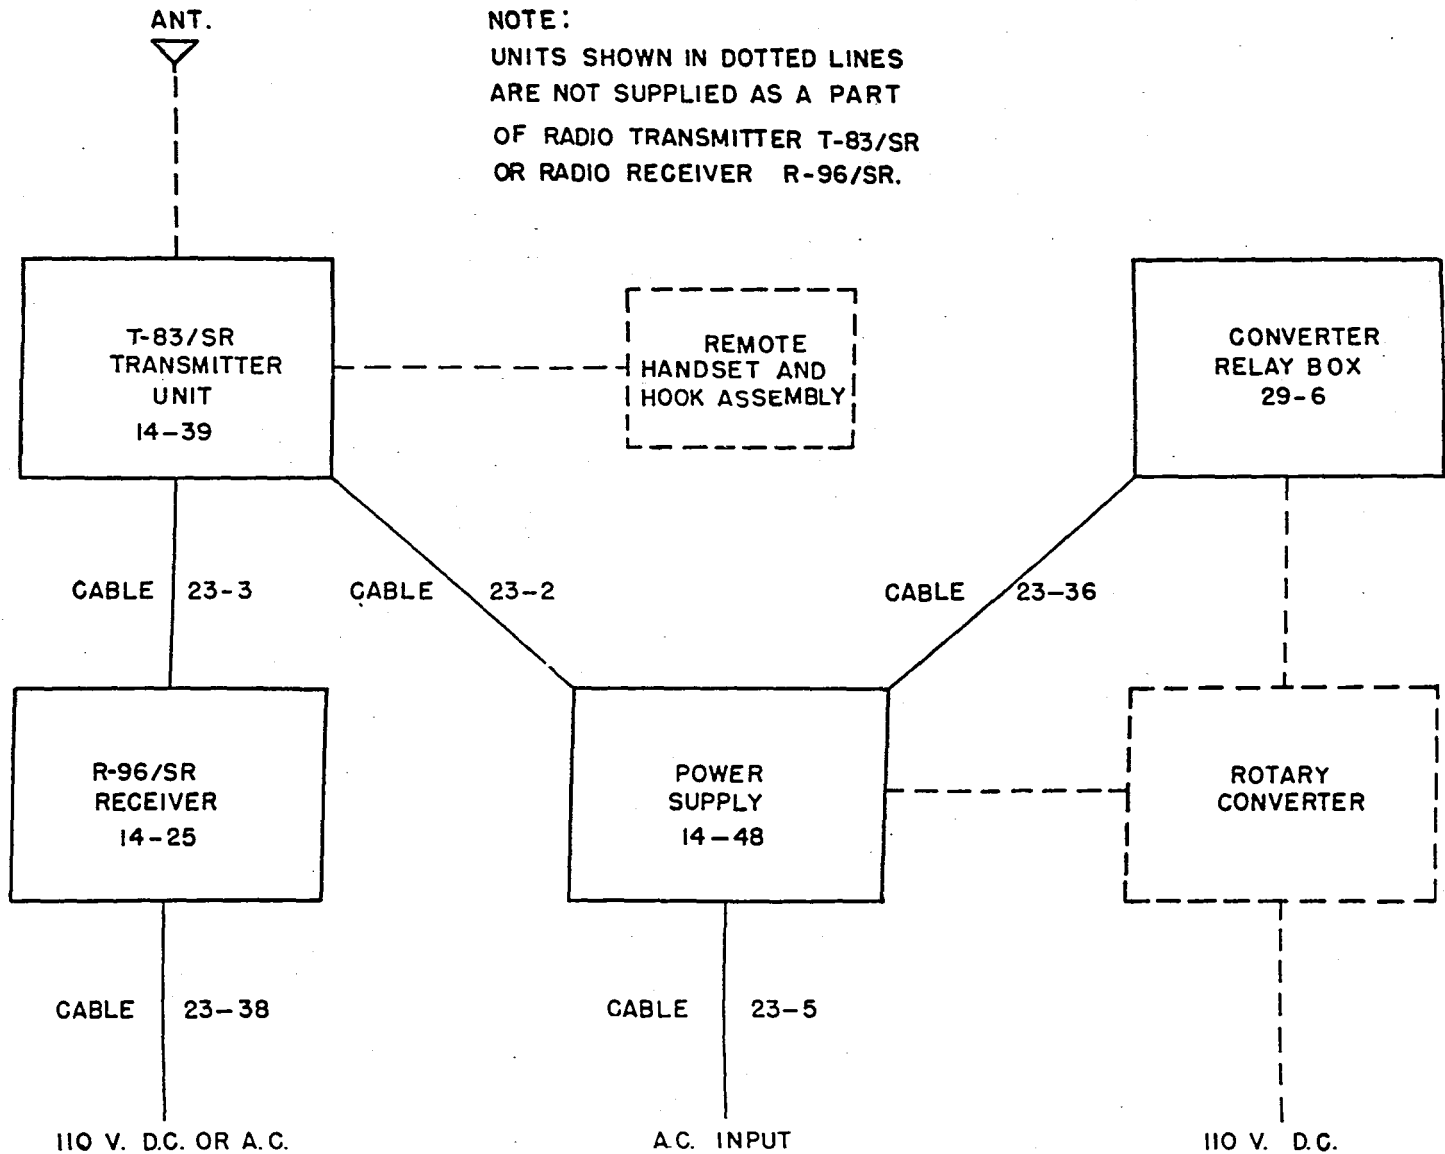 ANT.
NOTE:
UNITS SHOWN IN DOTTED LINES
ARE NOT SUPPLIED AS A PART
OF RADIO TRANSMITTER T-83/SR
OR RADIO RECEIVER R-96/SR.
T-83/SR
TRANSMITTER
UNIT
14-39
REMOTE
HANDSET AND
HOOK ASSEMBLY
CONVERTER
RELAY BOX
29-6
CABLE 23-3
CABLE 23-2
CABLE 23-36
R-96/SR
RECEIVER
14-25
POWER
SUPPLY
14-48
ROTARY
CONVERTER
CABLE 23-38
CABLE 23-5
110 V. D.C. OR A.C.
A.C. INPUT
110 V. D.C.